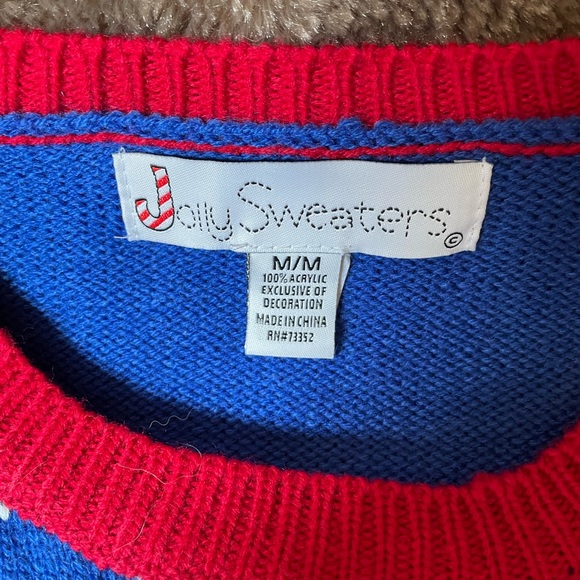 Jolly Sweaters ©
M/M
100% ACRYLIC
EXCLUSIVE OF
DECORATION
MADE IN CHINA
RN#73352